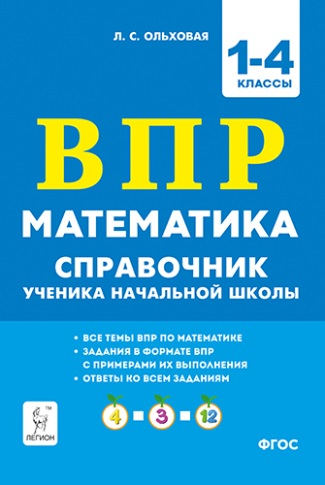 Л. С. ОЛЬХОВАЯ
1-4
КЛАССЫ
ВПР
МАТЕМАТИКА
СПРАВОЧНИК
УЧЕНИКА НАЧАЛЬНОЙ ШКОЛЫ
• ВСЕ ТЕМЫ ВПР ПО МАТЕМАТИКЕ
• ЗАДАНИЯ В ФОРМАТЕ ВПР
С ПРИМЕРАМИ ИХ ВЫПОЛНЕНИЯ
• ОТВЕТЫ КО ВСЕМ ЗАДАНИЯМ
4 - 3 = 12
ЛЕГИОН
ФГОС